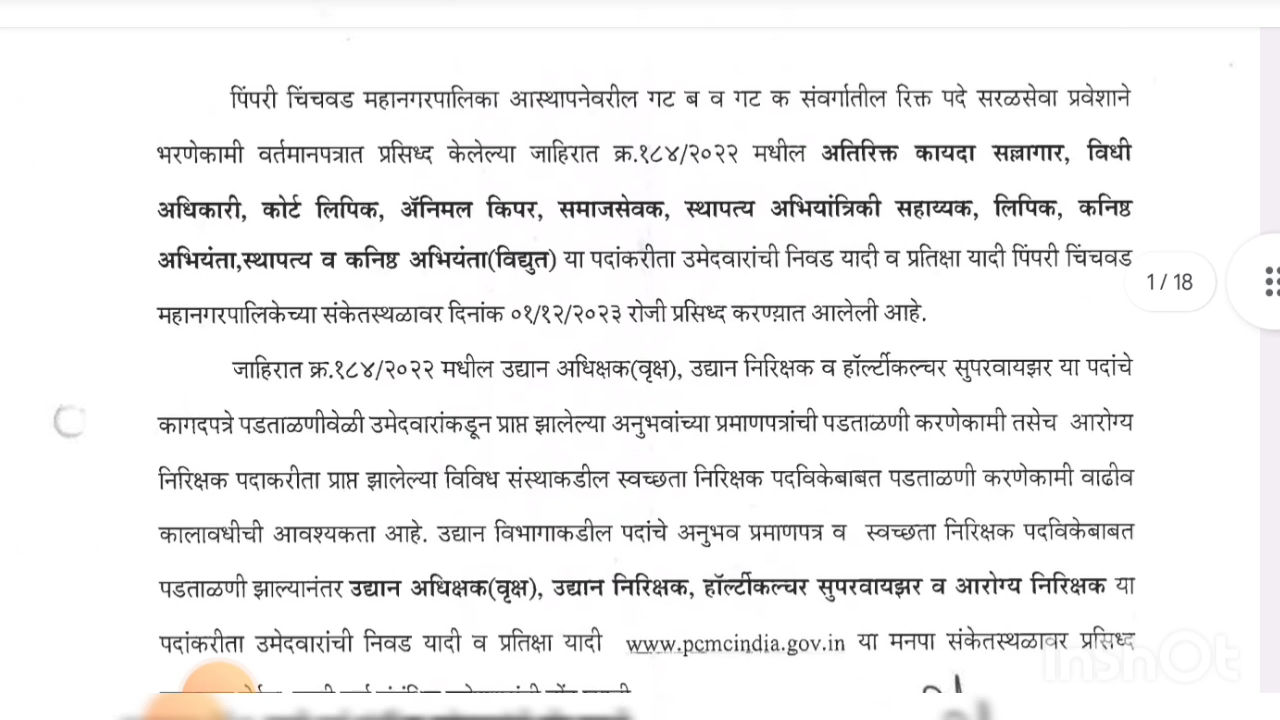 पिंपरी चिंचवड महानगरपालिका आस्थापनेवरील गट ब व गट क संवर्गातील रिक्त पदे सरळसेवा प्रवेशाने
भरणेकामी वर्तमानपत्रात प्रसिध्द केलेल्या जाहिरात क्र.१८४/२०२२ मधील अतिरिक्त कायदा सल्लागार, विधी
अधिकारी, कोर्ट लिपिक, ॲनिमल किपर, समाजसेवक, स्थापत्य अभियांत्रिकी सहाय्यक, लिपिक, कनिष्ठ
अभियंता,स्थापत्य व कनिष्ठ अभियंता(विद्युत) या पदांकरीता उमेदवारांची निवड यादी व प्रतिक्षा यादी पिंपरी चिंचवड
महानगरपालिकेच्या संकेतस्थळावर दिनांक ०१/१२/२०२३ रोजी प्रसिध्द करण्यात आलेली आहे.
1 / 18
जाहिरात क्र.१८४/२०२२ मधील उद्यान अधिक्षक(वृक्ष), उद्यान निरिक्षक व हॉर्ल्टीकल्चर सुपरवायझर या पदांचे
कागदपत्रे पडताळणीवेळी उमेदवारांकडून प्राप्त झालेल्या अनुभवांच्या प्रमाणपत्रांची पडताळणी करणेकामी तसेच आरोग्य
निरिक्षक पदाकरीता प्राप्त झालेल्या विविध संस्थाकडील स्वच्छता निरिक्षक पदविकेबाबत पडताळणी करणेकामी वाढीव
कालावधीची आवश्यकता आहे. उद्यान विभागाकडील पदांचे अनुभव प्रमाणपत्र व स्वच्छता निरिक्षक पदविकेबाबत
पडताळणी झाल्यानंतर उद्यान अधिक्षक(वृक्ष), उद्यान निरिक्षक, हॉर्ल्टीकल्चर सुपरवायझर व आरोग्य निरिक्षक या
पदांकरीता उमेदवारांची निवड यादी व प्रतिक्षा यादी www.pcmcindia.gov.in या मनपा संकेतस्थळावर प्रसिध्द
InshOt